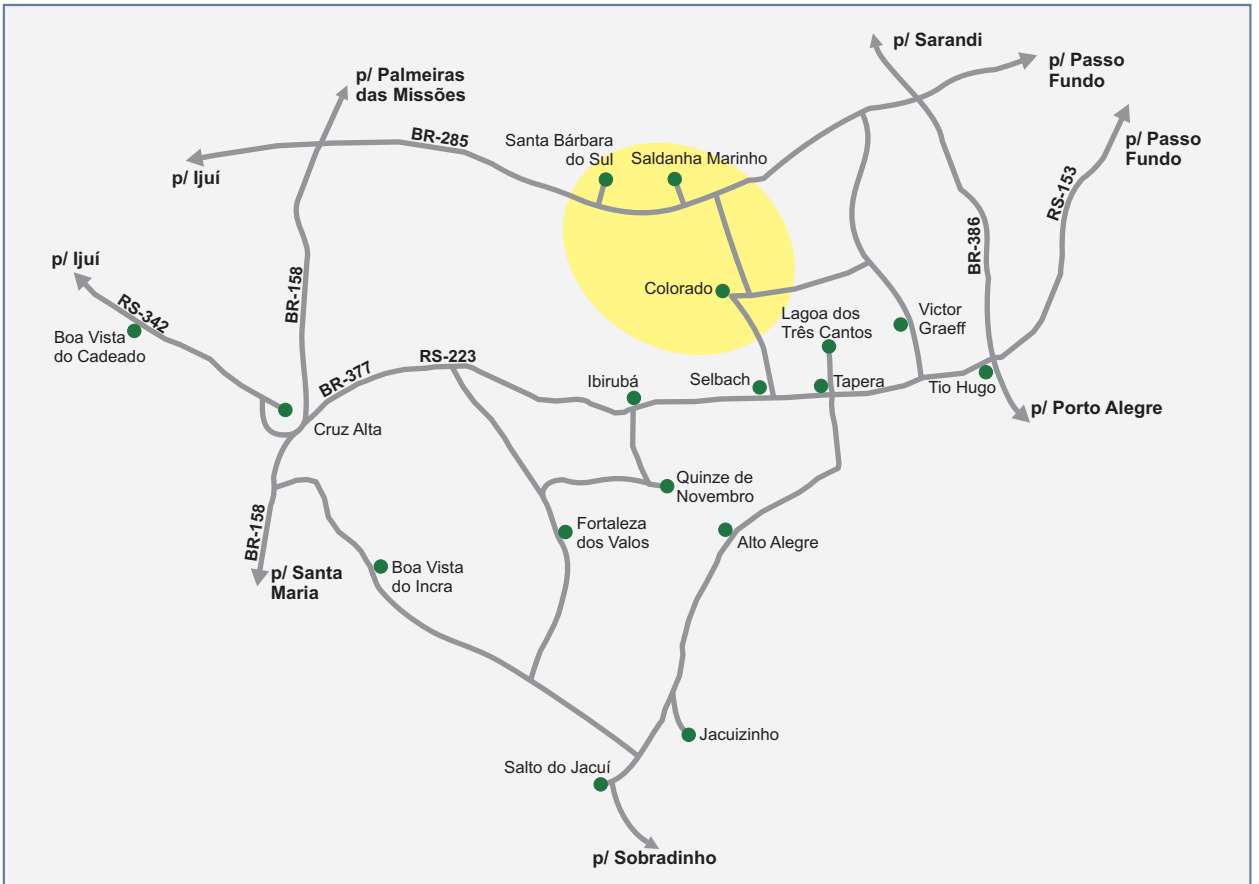 p/ Sarandi
p/ Passo
Fundo
p/ Palmeiras
das Missões
BR-285
Santa Bárbara
do Sul
Saldanha Marinho
p/ Passo
Fundo
p/ Ijuí
RS-153
BR-386
p/ Ijuí
BR-158
Colorado
RS-342
Boa Vista
do Cadeado
Lagoa dos
Três Cantos
Victor
Graeff
BR-377
RS-223
Ibirubá
Selbach
Tapera
Tio Hugo
p/ Porto Alegre
Cruz Alta
Quinze de
Novembro
BR-158
Fortaleza
dos Valos
Alto Alegre
p/ Santa
Maria
Boa Vista
do Incra
Jacuizinho
Salto do Jacuí
p/ Sobradinho